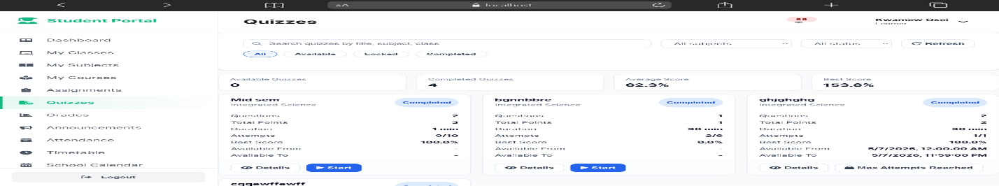 AA localhost
Student Portal
Dashboard
My Classes
My Subjects
My Courses
Assignments
Quizzes
Grades
Announcements
Attendance
Timetable
School Calendar
Logout
Quizzes
Kwamow Osei
Learner
Search quizzes by title, subject, class
All subjects
All status
Refresh
All Available Locked Completed
Available Quizzes
0
Completed Quizzes
4
Average Score
62.3%
Best Score
153.8%
Mid sem Completed
Integrated Science
Questions 2
Total Points 3
Duration 1 min
Attempts 9/10
Best Score 100.0%
Available From -
Available To -
Details Start
bgnnbbre Completed
Integrated Science
Questions 1
Total Points 1
Duration 30 min
Attempts 2/5
Best Score 0.0%
Available From -
Available To -
Details Start
ghjghghg Completed
Integrated Science
Questions 2
Total Points 2
Duration 30 min
Attempts 1/1
Best Score 100.0%
Available From 5/7/2026, 12:00:00 AM
Available To 5/7/2026, 11:59:00 PM
Details Max Attempts Reached
cqqewffewff